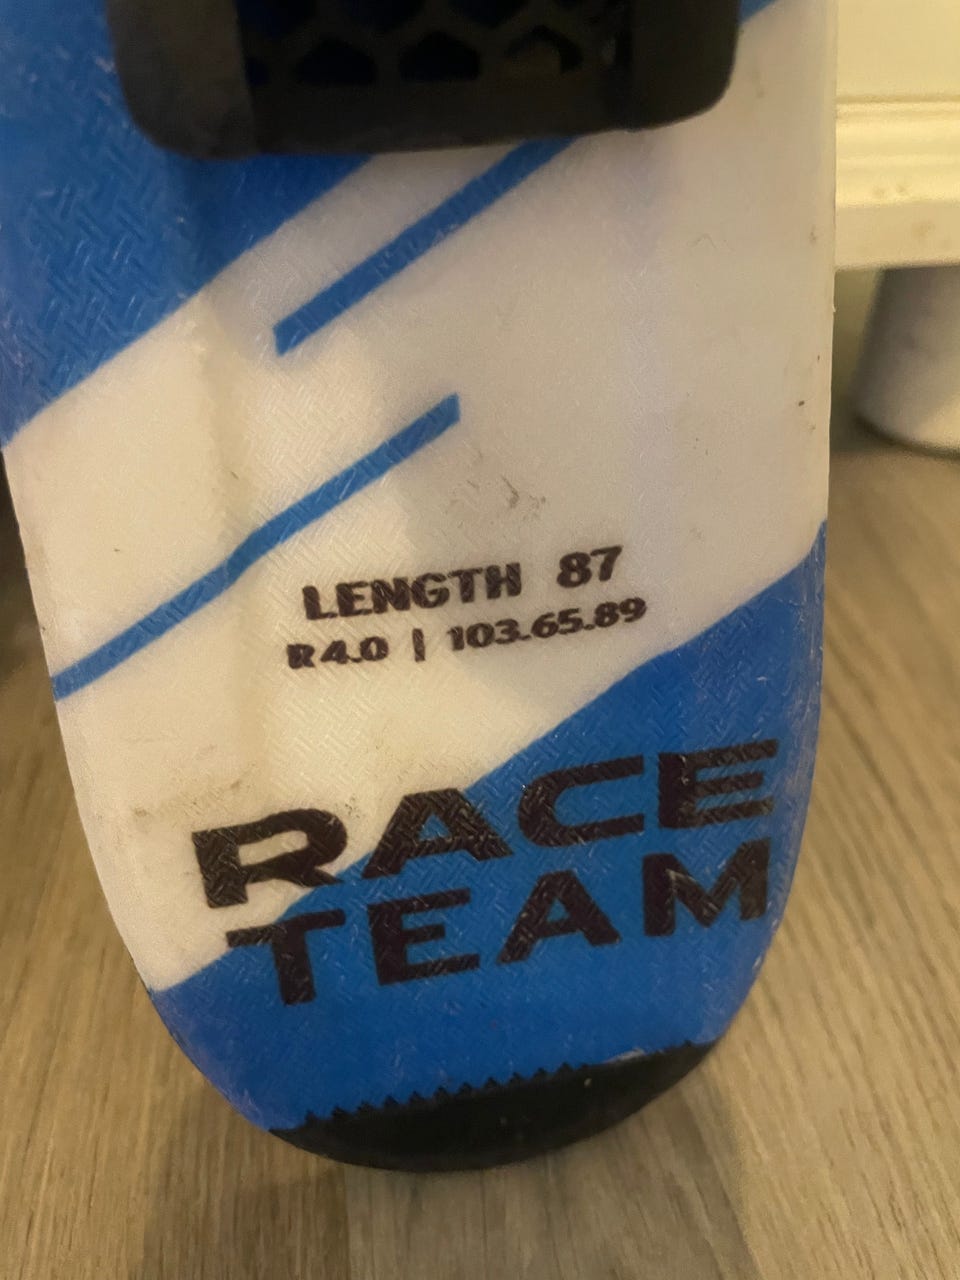 LENGTH 87
R4.0 | 103.65.89
RACE
TEAM